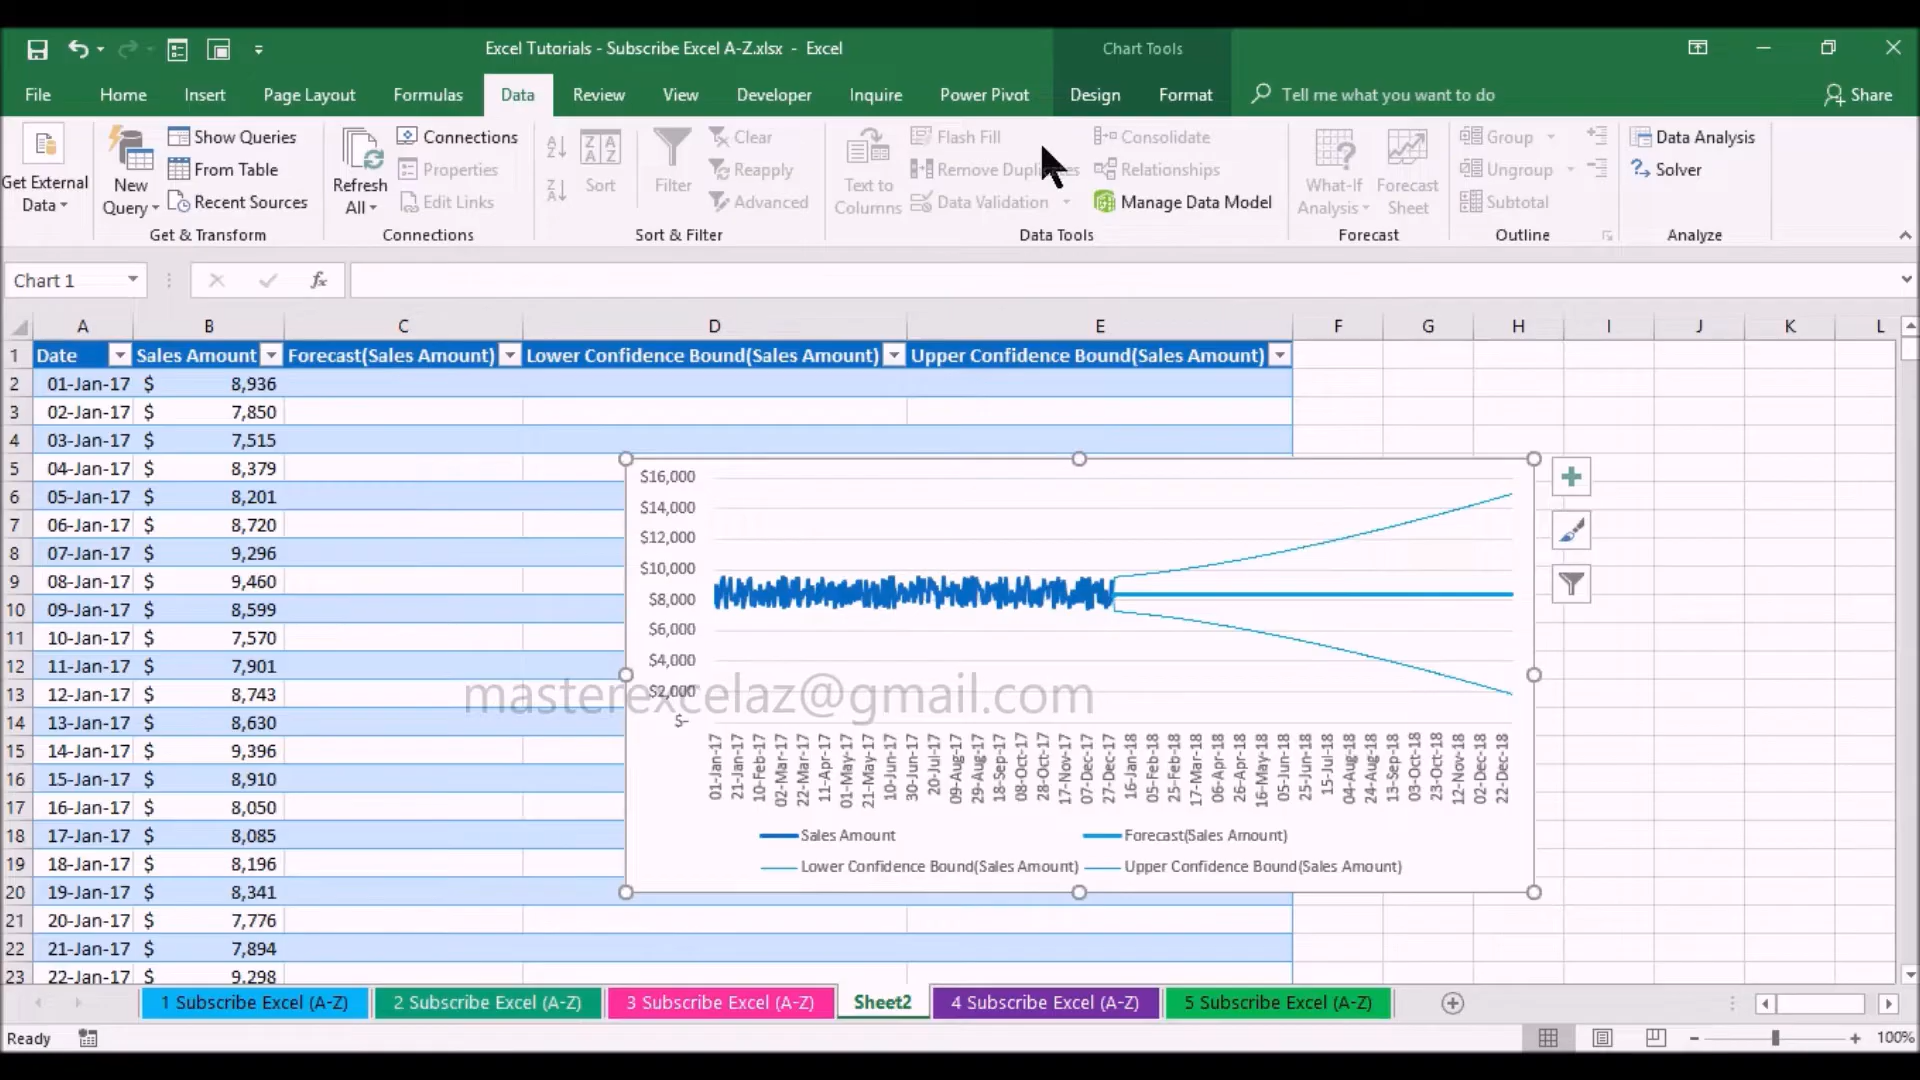 Excel Tutorials - Subscribe Excel A-Z.xlsx - Excel
Chart Tools
File Home Insert Page Layout Formulas Data Review View Developer Inquire Power Pivot Design Format Tell me what you want to do Share
Get External Data
New Query
Show Queries
From Table
Recent Sources
Get & Transform
Refresh All
Connections
Properties
Edit Links
Connections
Sort
Filter
Clear
Reapply
Advanced
Sort & Filter
Text to Columns
Flash Fill
Remove Duplicates
Data Validation
Consolidate
Relationships
Manage Data Model
Data Tools
What-If Analysis
Forecast Sheet
Forecast
Group
Ungroup
Subtotal
Outline
Data Analysis
Solver
Analyze
Chart 1
fx
A B C D E F G H I J K L
1 Date Sales Amount Forecast(Sales Amount) Lower Confidence Bound(Sales Amount) Upper Confidence Bound(Sales Amount)
2 01-Jan-17 $ 8,936
3 02-Jan-17 $ 7,850
4 03-Jan-17 $ 7,515
5 04-Jan-17 $ 8,379
6 05-Jan-17 $ 8,201
7 06-Jan-17 $ 8,720
8 07-Jan-17 $ 9,296
9 08-Jan-17 $ 9,460
10 09-Jan-17 $ 8,599
11 10-Jan-17 $ 7,570
12 11-Jan-17 $ 7,901
13 12-Jan-17 $ 8,743
14 13-Jan-17 $ 8,630
15 14-Jan-17 $ 9,396
16 15-Jan-17 $ 8,910
17 16-Jan-17 $ 8,050
18 17-Jan-17 $ 8,085
19 18-Jan-17 $ 8,196
20 19-Jan-17 $ 8,341
21 20-Jan-17 $ 7,776
22 21-Jan-17 $ 7,894
23 22-Jan-17 $ 9,298
$16,000
$14,000
$12,000
$10,000
$8,000
$6,000
$4,000
$2,000
$-
masterexcelaz@gmail.com
01-Jan-17 21-Jan-17 10-Feb-17 02-Mar-17 22-Mar-17 11-Apr-17 01-May-17 21-May-17 10-Jun-17 30-Jun-17 20-Jul-17 09-Aug-17 29-Aug-17 18-Sep-17 08-Oct-17 28-Oct-17 17-Nov-17 07-Dec-17 27-Dec-17 16-Jan-18 05-Feb-18 25-Feb-18 17-Mar-18 06-Apr-18 26-Apr-18 16-May-18 05-Jun-18 25-Jun-18 15-Jul-18 04-Aug-18 24-Aug-18 13-Sep-18 03-Oct-18 23-Oct-18 12-Nov-18 02-Dec-18 22-Dec-18
Sales Amount Forecast(Sales Amount)
Lower Confidence Bound(Sales Amount) Upper Confidence Bound(Sales Amount)
1 Subscribe Excel (A-Z) 2 Subscribe Excel (A-Z) 3 Subscribe Excel (A-Z) Sheet2 4 Subscribe Excel (A-Z) 5 Subscribe Excel (A-Z)
Ready
100%